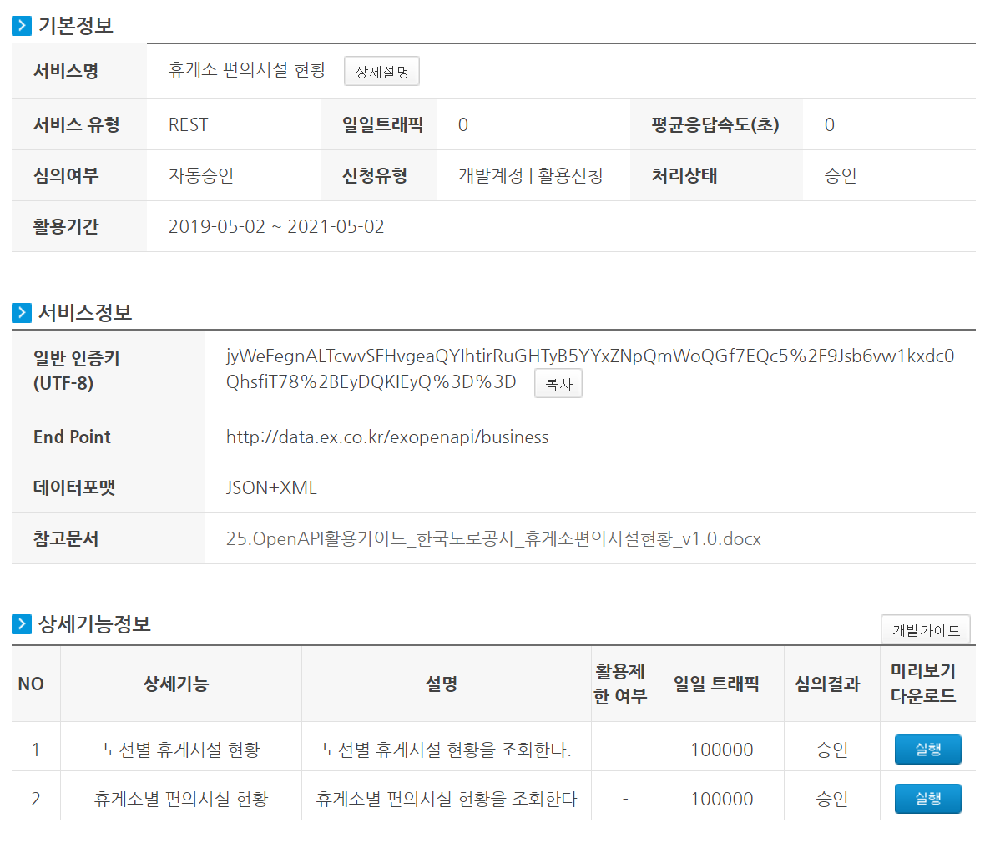 기본정보
서비스명 휴게소 편의시설 현황 상세설명
서비스 유형 REST 일일트래픽 0 평균응답속도(초) 0
심의여부 자동승인 신청유형 개발계정 | 활용신청 처리상태 승인
활용기간 2019-05-02 ~ 2021-05-02
서비스정보
일반 인증키
(UTF-8)
jyWeFegnALTcwvSFHvgeaQYIhtirRuGHTyB5YYxZNpQmWoQGf7EQc5%2F9Jsb6vw1kxdc0
QhsfiT78%2BEyDQKIEyQ%3D%3D 복사
End Point http://data.ex.co.kr/exopenapi/business
데이터포맷 JSON+XML
참고문서 25.OpenAPI활용가이드_한국도로공사_휴게소편의시설현황_v1.0.docx
상세기능정보
개발가이드
NO 상세기능 설명 활용제
한 여부 일일 트래픽 심의결과 미리보기
다운로드
1 노선별 휴게시설 현황 노선별 휴게시설 현황을 조회한다. - 100000 승인 실행
2 휴게소별 편의시설 현황 휴게소별 편의시설 현황을 조회한다 - 100000 승인 실행